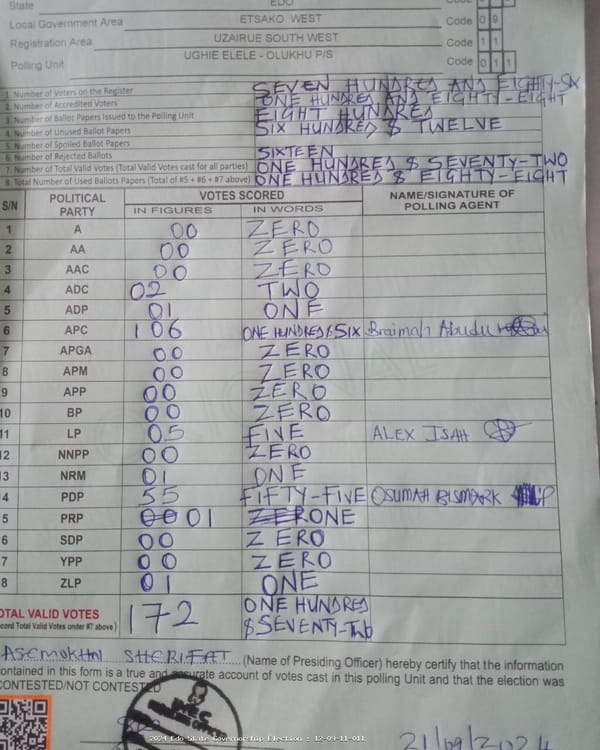 State EDO Code
Local Government Area ETSAKO WEST Code 0 9
Registration Area UZAIRUE SOUTH WEST Code 1 1
Polling Unit UGHIE ELELE - OLUKHU P/S Code 0 1 1
1. Number of Voters on the Register SEVEN HUNDRED AND EIGHTY-SIX
2. Number of Accredited Voters ONE HUNDRED AND EIGHTY-EIGHT
3. Number of Ballot Papers Issued to the Polling Unit EIGHT HUNDRED
4. Number of Unused Ballot Papers SIX HUNDRED & TWELVE
5. Number of Spoiled Ballot Papers
6. Number of Rejected Ballots SIXTEEN
7. Number of Total Valid Votes (Total Valid Votes cast for all parties) ONE HUNDRED & SEVENTY-TWO
8. Total Number of Used Ballots Papers (Total of #5 + #6 + #7 above) ONE HUNDRED & EIGHTY-EIGHT
S/N POLITICAL PARTY VOTES SCORED NAME/SIGNATURE OF POLLING AGENT
IN FIGURES IN WORDS
1 A 00 ZERO
2 AA 00 ZERO
3 AAC 00 ZERO
4 ADC 02 TWO
5 ADP 01 ONE
6 APC 106 ONE HUNDRED & SIX Braimah Abudu
7 APGA 00 ZERO
8 APM 00 ZERO
9 APP 00 ZERO
10 BP 00 ZERO
11 LP 05 FIVE ALEX ISAH
12 NNPP 00 ZERO
13 NRM 01 ONE
4 PDP 55 FIFTY-FIVE OSUMAH BISMARK
5 PRP 00 01 ZERO ONE
6 SDP 00 ZERO
7 YPP 00 ZERO
8 ZLP 01 ONE
OTAL VALID VOTES 172 ONE HUNDRED
cord Total Valid Votes under #7 above) & SEVENTY-TWO
ASEMOKHAI SHERIFAT (Name of Presiding Officer) hereby certify that the information
ontained in this form is a true and accurate account of votes cast in this polling Unit and that the election was
CONTESTED/NOT CONTESTED
2024 Edo State Governorship Election : 12-09-11-011
21/09/2024